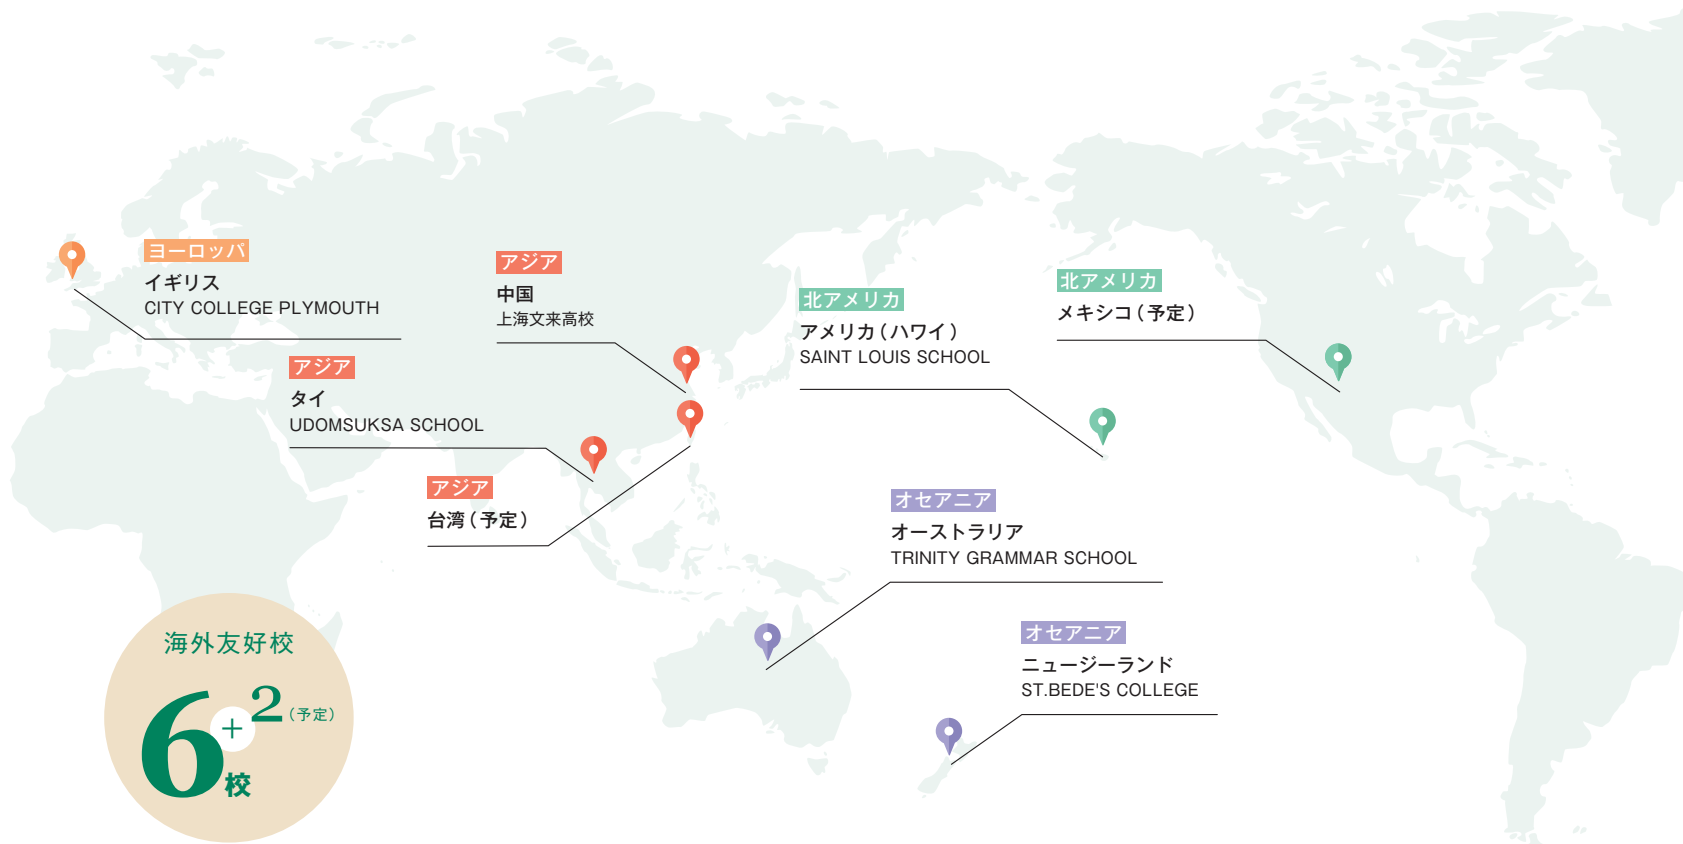 ヨーロッパ
イギリス
CITY COLLEGE PLYMOUTH
アジア
中国
上海文来高校
北アメリカ
アメリカ(ハワイ)
SAINT LOUIS SCHOOL
北アメリカ
メキシコ(予定)
アジア
タイ
UDOMSUKSA SCHOOL
アジア
台湾(予定)
オセアニア
オーストラリア
TRINITY GRAMMAR SCHOOL
オセアニア
ニュージーランド
ST.BEDE'S COLLEGE
海外友好校
6校+2(予定)